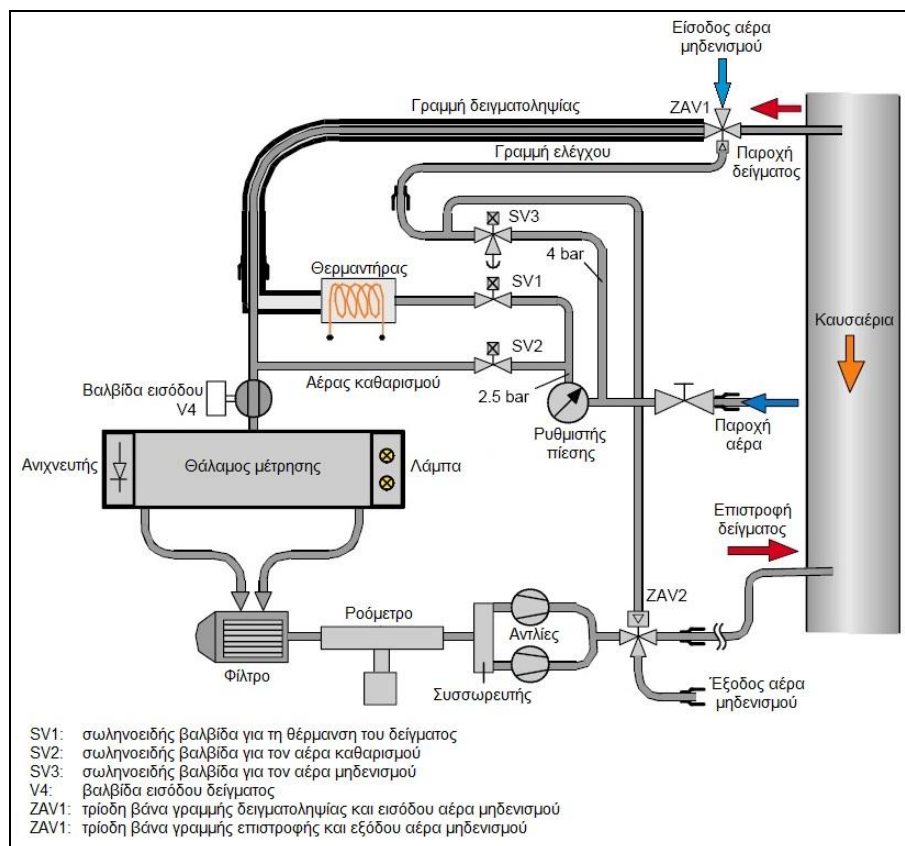 Είσοδος αέρα
μηδενισμού
Γραμμή δειγματοληψίας
ZAV1
Γραμμή ελέγχου
Παροχή
δείγματος
SV3
4 bar
Θερμαντήρας
SV1
Καυσαέρια
SV2
Αέρας καθαρισμού
Βαλβίδα εισόδου
V4
2.5 bar
Ρυθμιστής
πίεσης
Παροχή
αέρα
Ανιχνευτής
Θάλαμος μέτρησης
Λάμπα
Επιστροφή
δείγματος
ZAV2
Ροόμετρο
Αντλίες
Φίλτρο
Συσσωρευτής
Έξοδος αέρα
μηδενισμού
SV1: σωληνοειδής βαλβίδα για τη θέρμανση του δείγματος
SV2: σωληνοειδής βαλβίδα για τον αέρα καθαρισμού
SV3: σωληνοειδής βαλβίδα για τον αέρα μηδενισμού
V4: βαλβίδα εισόδου δείγματος
ZAV1: τρίοδη βάνα γραμμής δειγματοληψίας και εισόδου αέρα μηδενισμού
ZAV1: τρίοδη βάνα γραμμής επιστροφής και εξόδου αέρα μηδενισμού